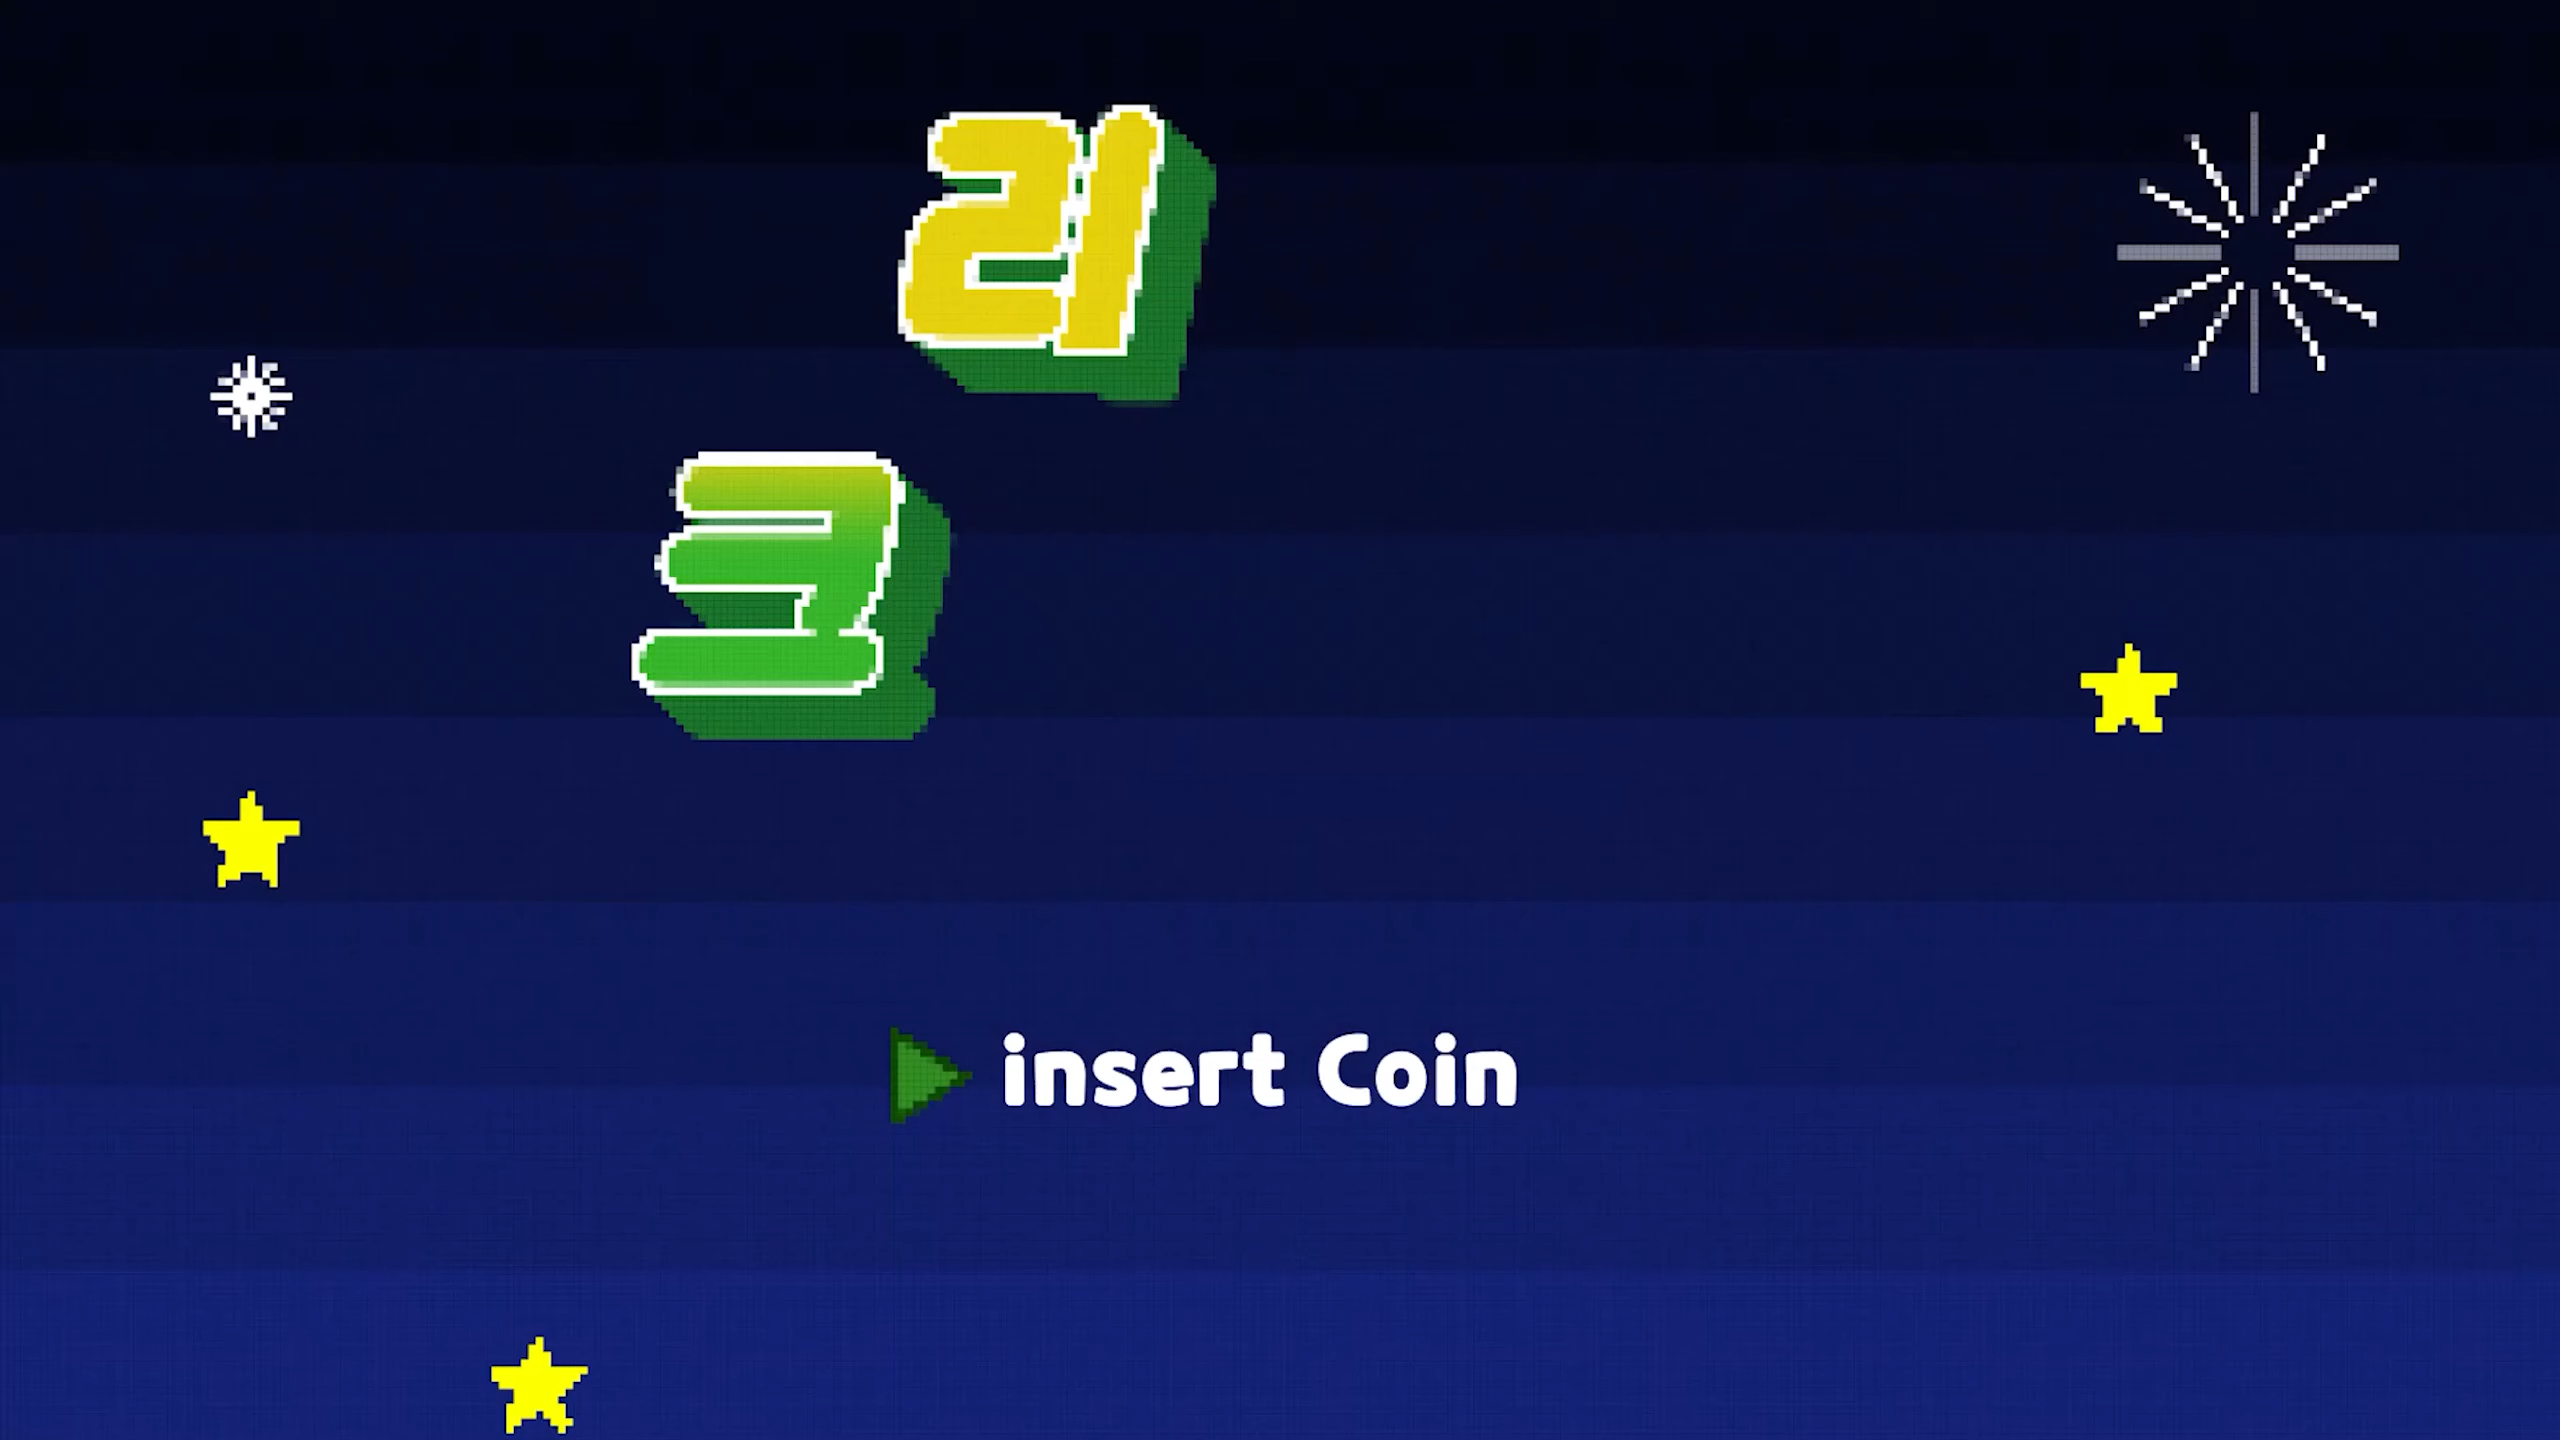 리
크
insert Coin